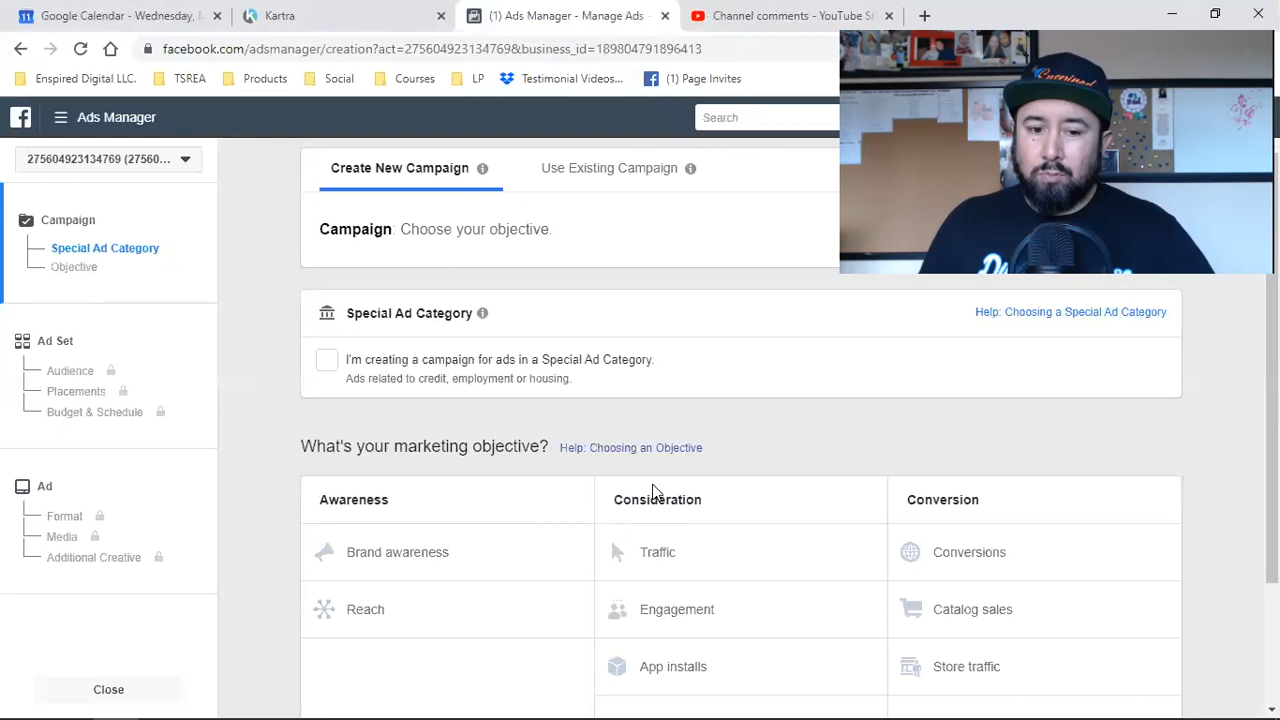 Google Calendar - Wednesday, M
Kartra
(1) Ads Manager - Manage Ads -
Channel comments - YouTube St
facebook.com/adsmanager/creation?act=275604923134769&business_id=189804791896413
Enspired Digital LLC.
TSREA
Products
Social
Courses
LP
Testimonial Videos...
(1) Page Invites
Ads Manager
Search
275604923134769 (27560...
Create New Campaign
Use Existing Campaign
Campaign
Special Ad Category
Objective
Campaign: Choose your objective.
Special Ad Category
Help: Choosing a Special Ad Category
I'm creating a campaign for ads in a Special Ad Category.
Ads related to credit, employment or housing.
Ad Set
Audience
Placements
Budget & Schedule
What's your marketing objective?
Help: Choosing an Objective
Ad
Format
Media
Additional Creative
Awareness
Consideration
Conversion
Brand awareness
Traffic
Conversions
Reach
Engagement
Catalog sales
App installs
Store traffic
Close